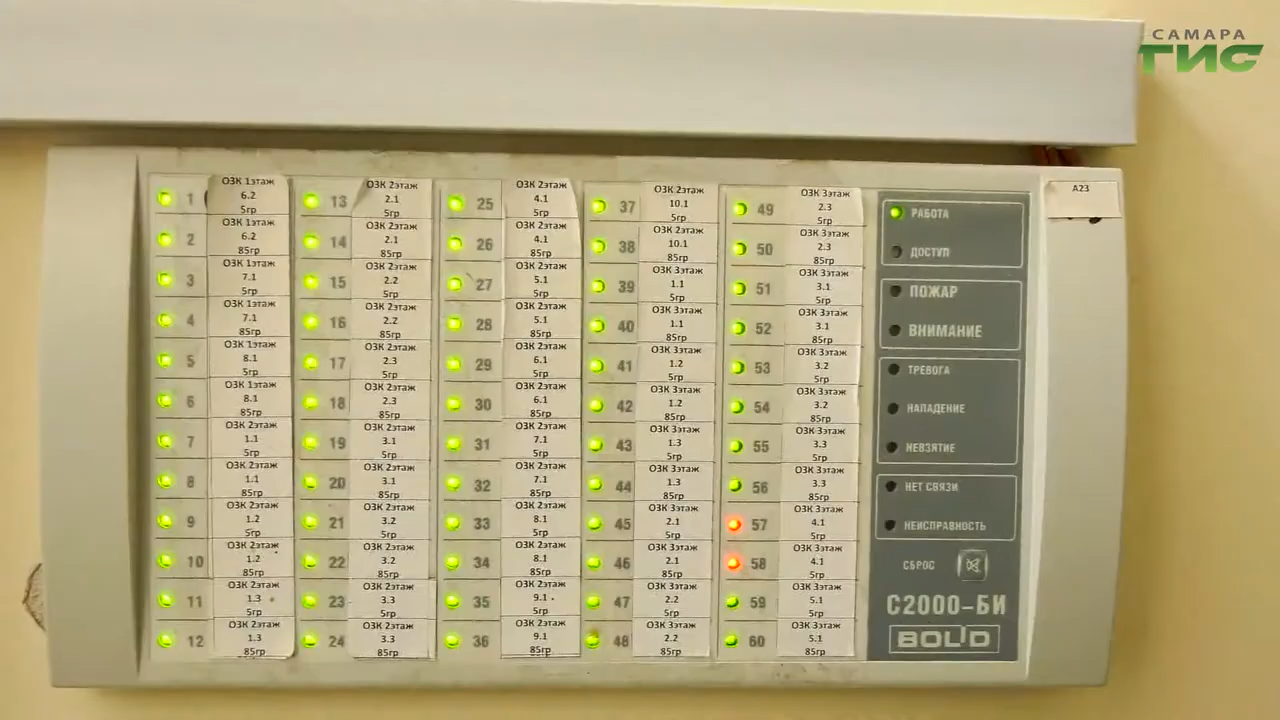 САМАРА
ГИС
А23
1
ОЗК 1этаж
6.2
5гр
2
ОЗК 1этаж
6.2
85гр
3
ОЗК 1этаж
7.1
5гр
4
ОЗК 1этаж
7.1
85гр
5
ОЗК 1этаж
8.1
5гр
6
ОЗК 1этаж
8.1
85гр
7
ОЗК 2этаж
1.1
5гр
8
ОЗК 2этаж
1.1
85гр
9
ОЗК 2этаж
1.2
5гр
10
ОЗК 2этаж
1.2
85гр
11
ОЗК 2этаж
1.3
5гр
12
ОЗК 2этаж
1.3
85гр
13
ОЗК 2этаж
2.1
5гр
14
ОЗК 2этаж
2.1
85гр
15
ОЗК 2этаж
2.2
5гр
16
ОЗК 2этаж
2.2
85гр
17
ОЗК 2этаж
2.3
5гр
18
ОЗК 2этаж
2.3
85гр
19
ОЗК 2этаж
3.1
5гр
20
ОЗК 2этаж
3.1
85гр
21
ОЗК 2этаж
3.2
5гр
22
ОЗК 2этаж
3.2
85гр
23
ОЗК 2этаж
3.3
5гр
24
ОЗК 2этаж
3.3
85гр
25
ОЗК 2этаж
4.1
5гр
26
ОЗК 2этаж
4.1
85гр
27
ОЗК 2этаж
5.1
5гр
28
ОЗК 2этаж
5.1
85гр
29
ОЗК 2этаж
6.1
5гр
30
ОЗК 2этаж
6.1
85гр
31
ОЗК 2этаж
7.1
5гр
32
ОЗК 2этаж
7.1
85гр
33
ОЗК 2этаж
8.1
5гр
34
ОЗК 2этаж
8.1
85гр
35
ОЗК 2этаж
9.1
5гр
36
ОЗК 2этаж
9.1
85гр
37
ОЗК 2этаж
10.1
5гр
38
ОЗК 2этаж
10.1
85гр
39
ОЗК 3этаж
1.1
5гр
40
ОЗК 3этаж
1.1
85гр
41
ОЗК 3этаж
1.2
5гр
42
ОЗК 3этаж
1.2
85гр
43
ОЗК 3этаж
1.3
5гр
44
ОЗК 3этаж
1.3
85гр
45
ОЗК 3этаж
2.1
5гр
46
ОЗК 3этаж
2.1
85гр
47
ОЗК 3этаж
2.2
5гр
48
ОЗК 3этаж
2.2
85гр
49
ОЗК 3этаж
2.3
5гр
50
ОЗК 3этаж
2.3
85гр
51
ОЗК 3этаж
3.1
5гр
52
ОЗК 3этаж
3.1
85гр
53
ОЗК 3этаж
3.2
5гр
54
ОЗК 3этаж
3.2
85гр
55
ОЗК 3этаж
3.3
5гр
56
ОЗК 3этаж
3.3
85гр
57
ОЗК 3этаж
4.1
5гр
58
ОЗК 3этаж
4.1
85гр
59
ОЗК 3этаж
5.1
5гр
60
ОЗК 3этаж
5.1
85гр
РАБОТА
ДОСТУП
ПОЖАР
ВНИМАНИЕ
ТРЕВОГА
НАПАДЕНИЕ
НЕВЗЯТИЕ
НЕТ СВЯЗИ
НЕИСПРАВНОСТЬ
СБРОС
С2000-БИ
BOLID